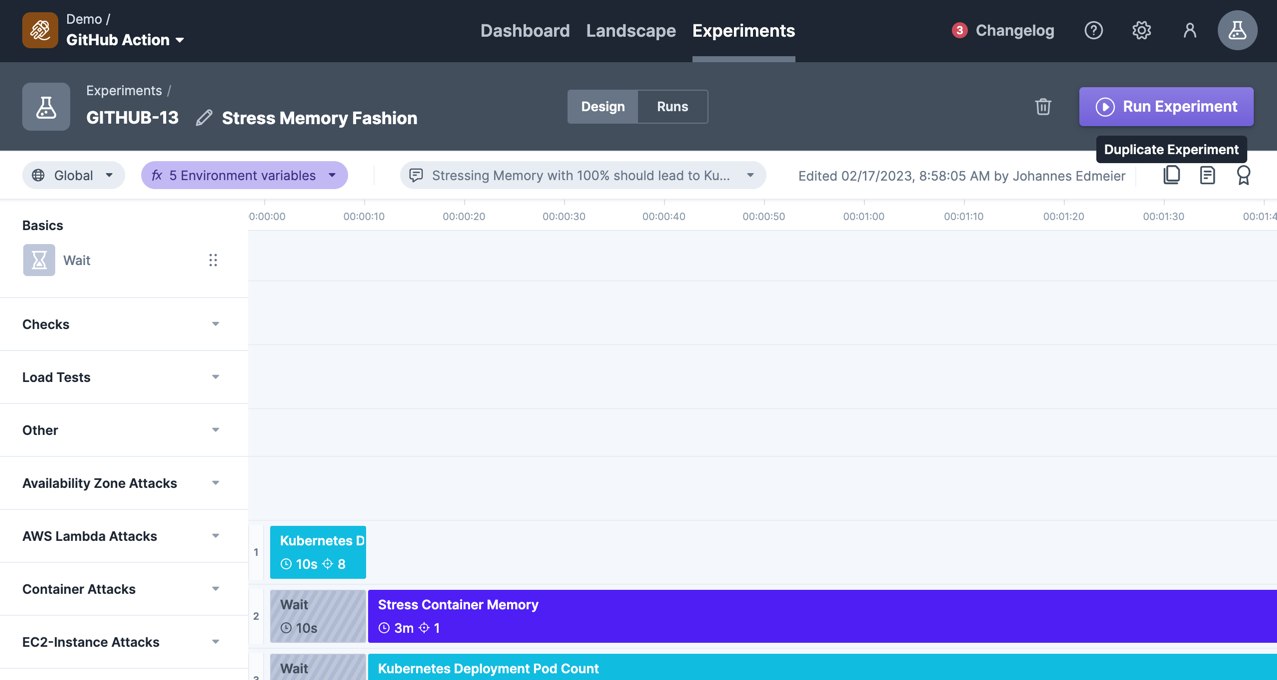 Demo /
GitHub Action
Dashboard Landscape Experiments
3 Changelog
Experiments /
GITHUB-13 Stress Memory Fashion
Design Runs
Run Experiment
Duplicate Experiment
Global
fx 5 Environment variables
Stressing Memory with 100% should lead to Ku...
Edited 02/17/2023, 8:58:05 AM by Johannes Edmeier
0:00:00 00:00:10 00:00:20 00:00:30 00:00:40 00:00:50 00:01:00 00:01:10 00:01:20 00:01:30 00:01:4
Basics
Wait
Checks
Load Tests
Other
Availability Zone Attacks
AWS Lambda Attacks
Container Attacks
EC2-Instance Attacks
1
Kubernetes D
10s 8
2
Wait
10s
Stress Container Memory
3m 1
3
Wait
Kubernetes Deployment Pod Count